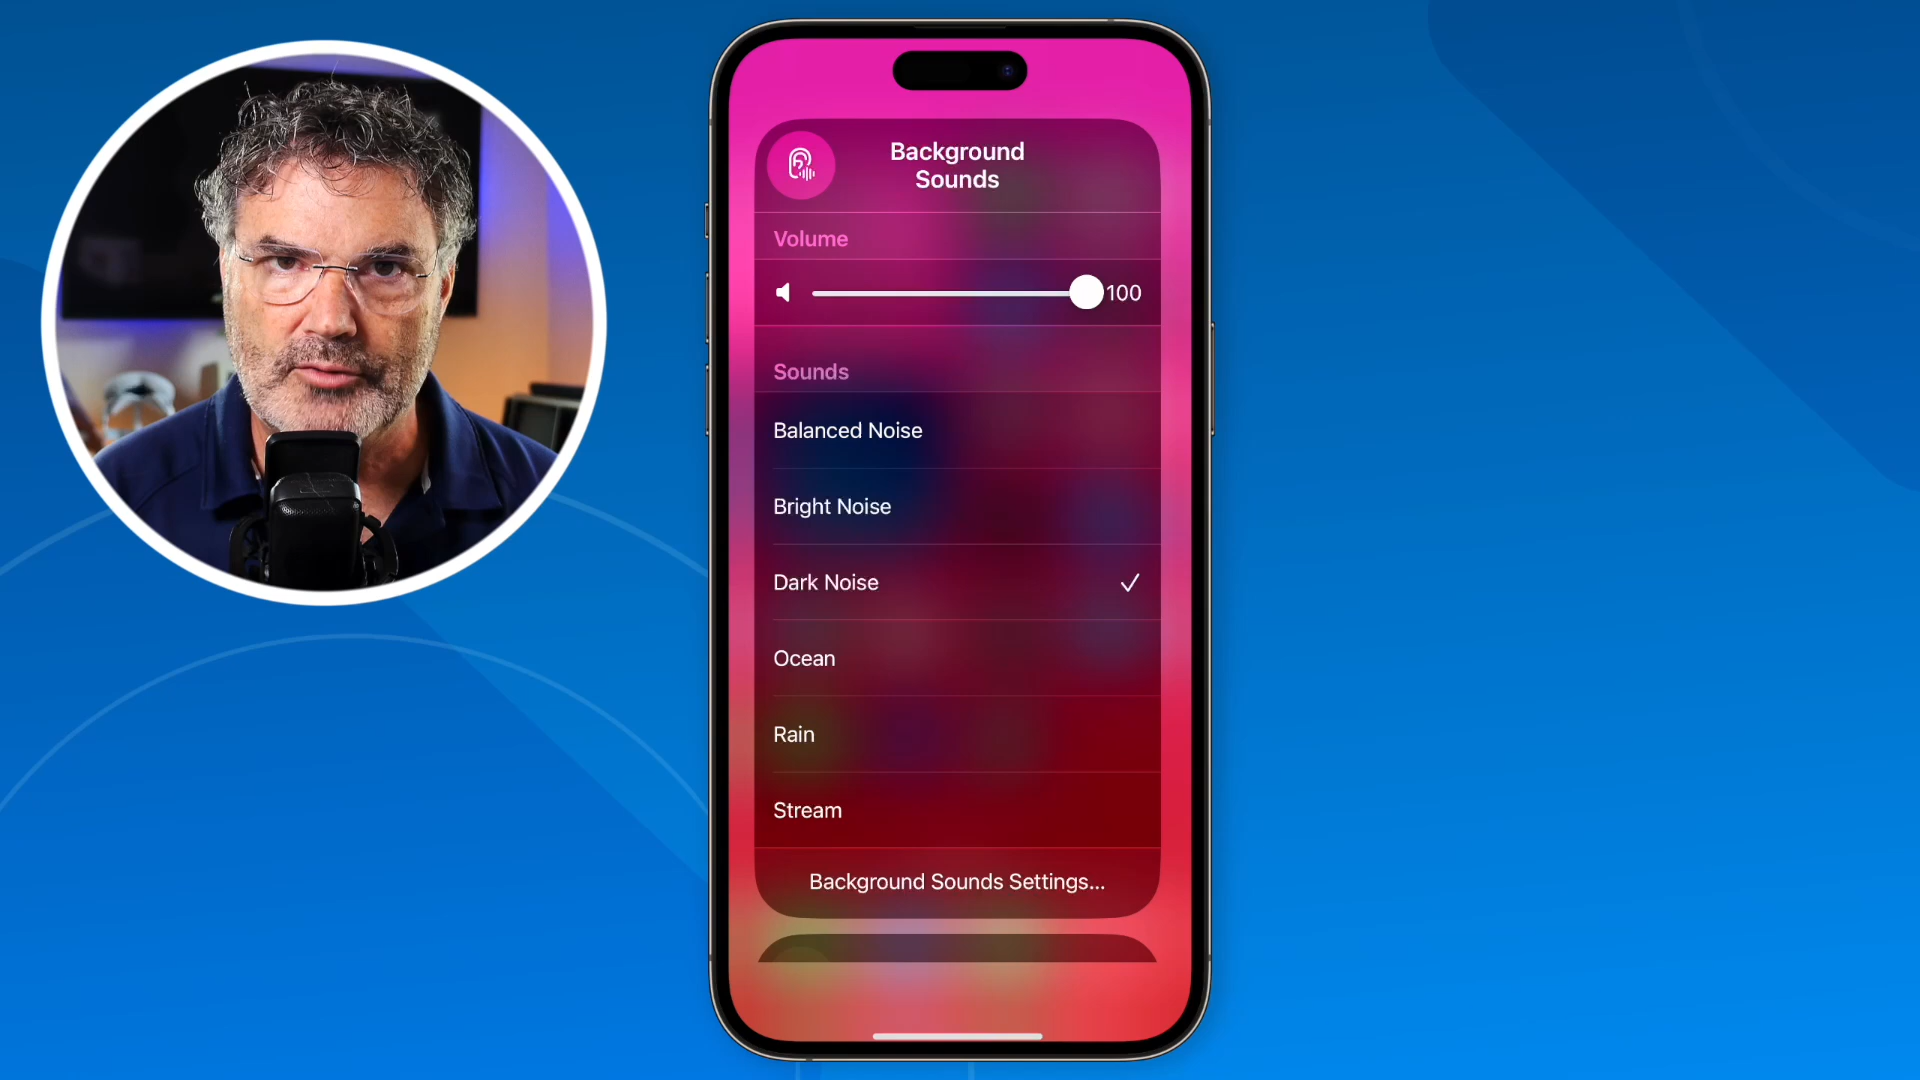 Background
Sounds
Volume
100
Sounds
Balanced Noise
Bright Noise
Dark Noise
Ocean
Rain
Stream
Background Sounds Settings...